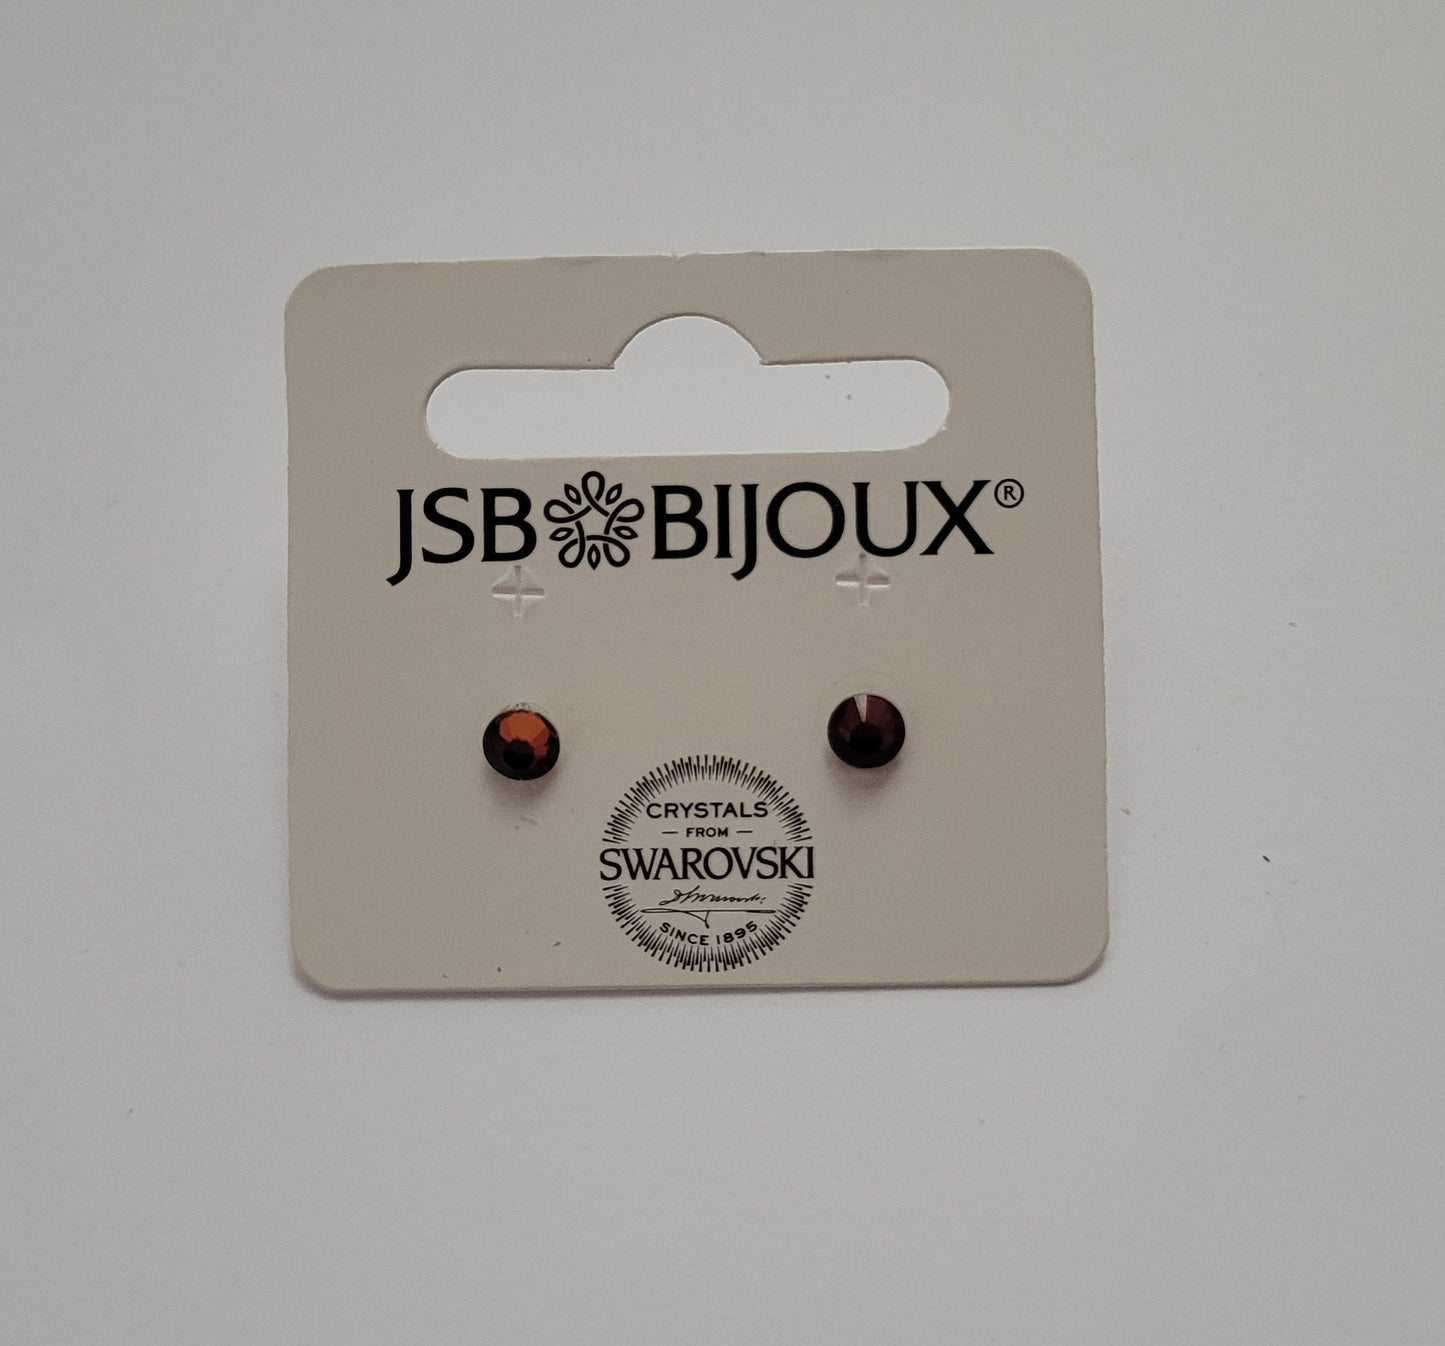 JSB BIJOUX®
CRYSTALS
— FROM —
SWAROVSKI
SINCE 1895